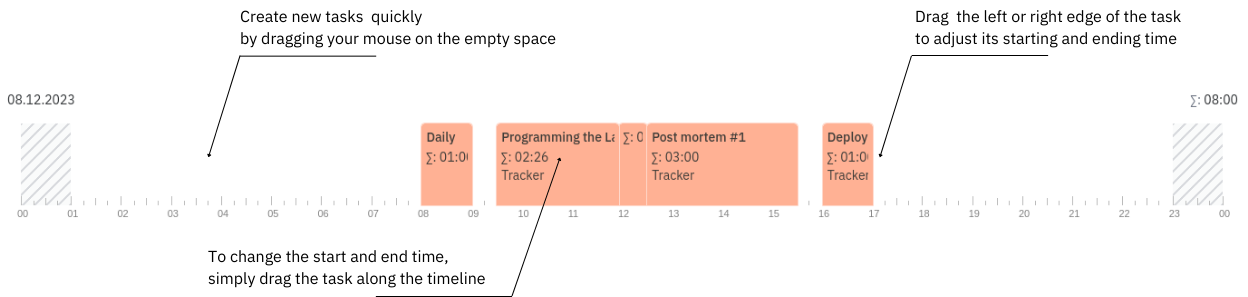 Create new tasks quickly
by dragging your mouse on the empty space
Drag the left or right edge of the task
to adjust its starting and ending time
08.12.2023
∑: 08:00
Daily
∑: 01:00
Programming the La
∑: 02:26
Tracker
∑: 0
Post mortem #1
∑: 03:00
Tracker
Deploy
∑: 01:00
Tracker
00 01 02 03 04 05 06 07 08 09 10 11 12 13 14 15 16 17 18 19 20 21 22 23 00
To change the start and end time,
simply drag the task along the timeline